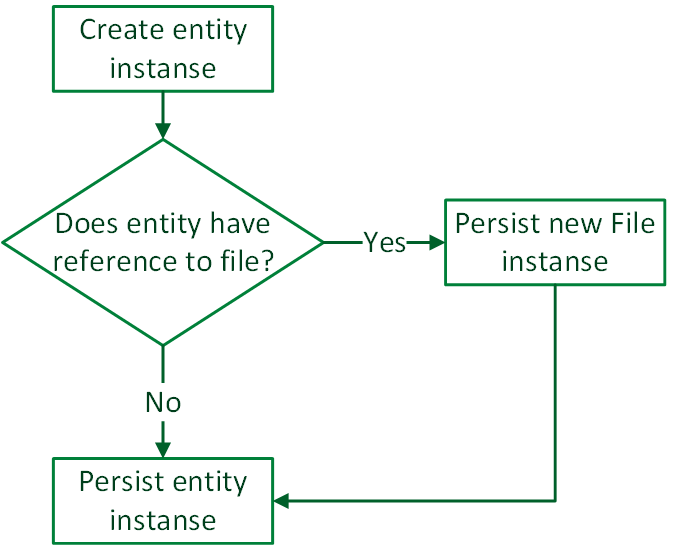 Create entity
instanse
Does entity have
reference to file?
Yes
Persist new File
instanse
No
Persist entity
instanse